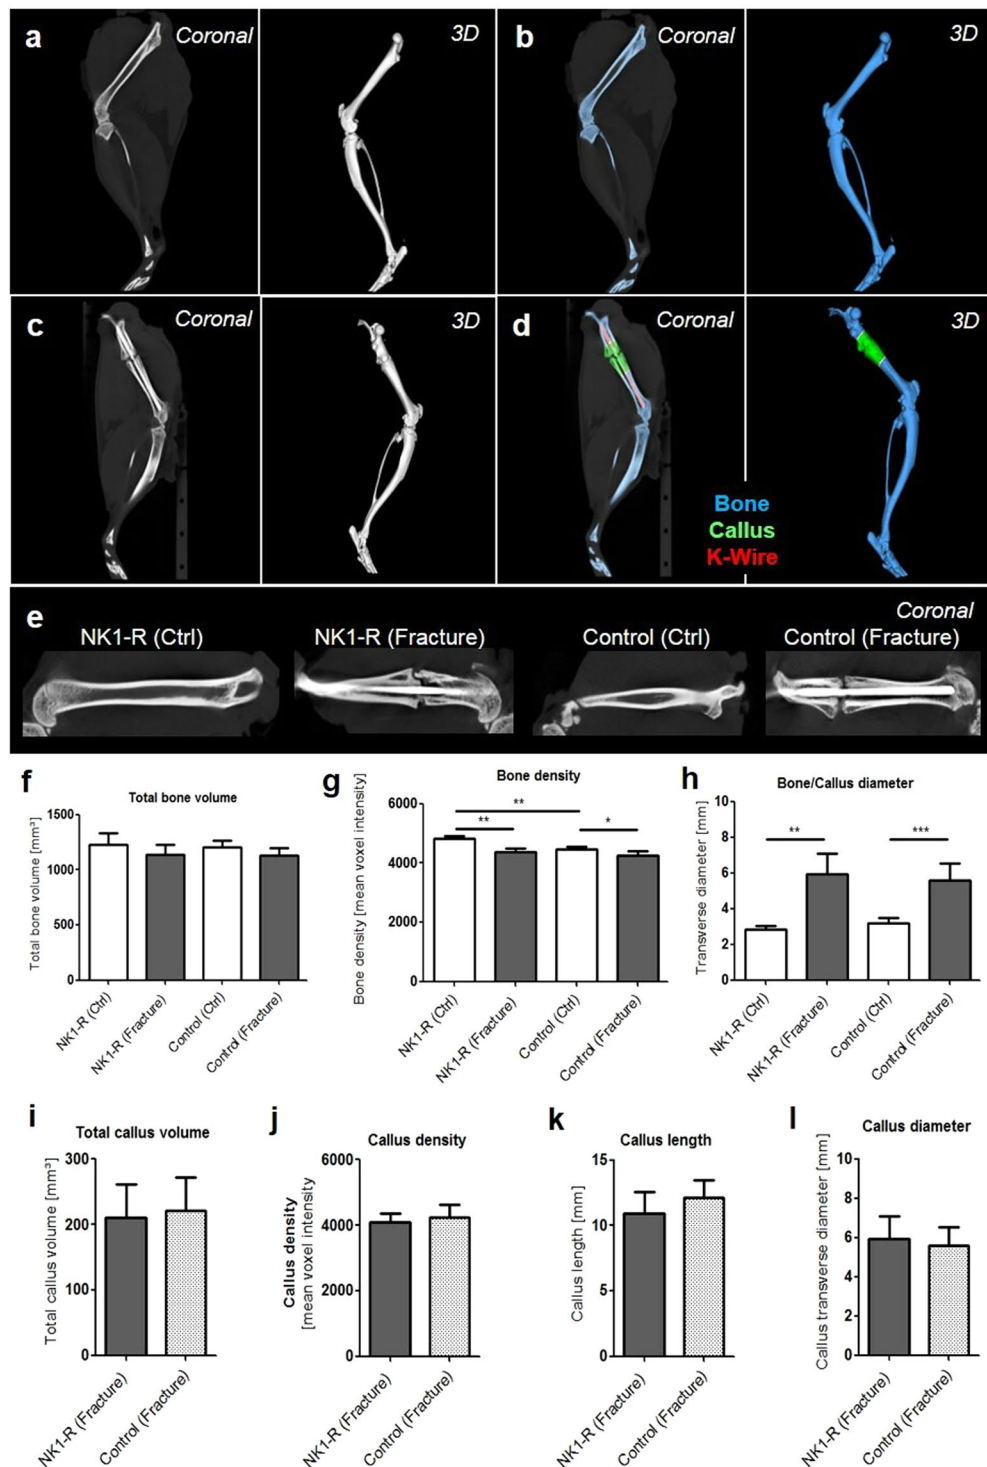 a
Coronal
3D
b
Coronal
3D
c
Coronal
3D
d
Coronal
3D
Bone
Callus
K-Wire
e
Coronal
NK1-R (Ctrl)
NK1-R (Fracture)
Control (Ctrl)
Control (Fracture)
f
Total bone volume
Total bone volume [mm³]
1500
1000
500
0
NK1-R (Ctrl)
NK1-R (Fracture)
Control (Ctrl)
Control (Fracture)
g
Bone density
Bone density [mean voxel intensity]
6000
4000
2000
0
**
**
*
NK1-R (Ctrl)
NK1-R (Fracture)
Control (Ctrl)
Control (Fracture)
h
Bone/Callus diameter
Transverse diameter [mm]
10
8
6
4
2
0
**
***
NK1-R (Ctrl)
NK1-R (Fracture)
Control (Ctrl)
Control (Fracture)
i
Total callus volume
Total callus volume [mm³]
300
200
100
0
NK1-R (Fracture)
Control (Fracture)
j
Callus density
Callus density
[mean voxel intensity]
6000
4000
2000
0
NK1-R (Fracture)
Control (Fracture)
k
Callus length
Callus length [mm]
15
10
5
0
NK1-R (Fracture)
Control (Fracture)
l
Callus diameter
Callus transverse diameter [mm]
10
8
6
4
2
0
NK1-R (Fracture)
Control (Fracture)